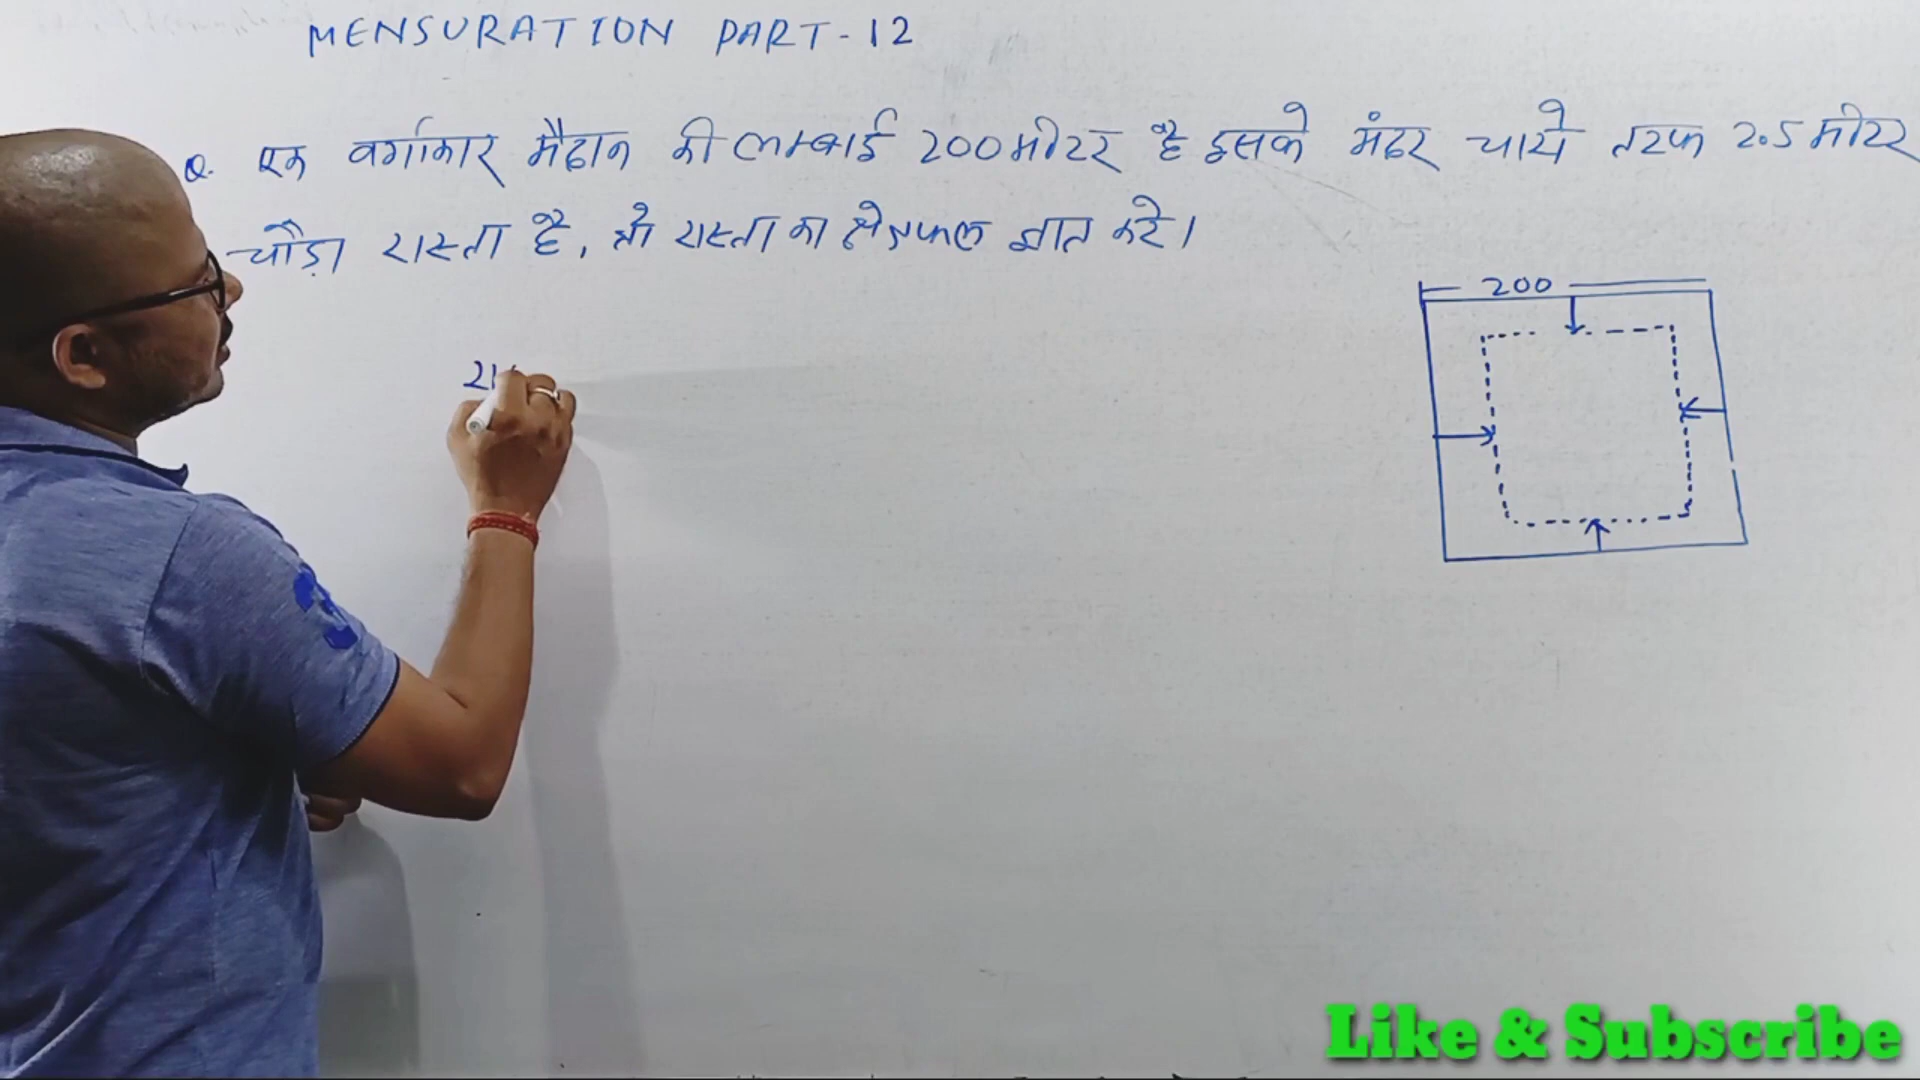 MENSURATION PART-12
Q. एक वर्गाकार मैदान की लम्बाई 200 मीटर है इसके अंदर चारो तरफ 2.5 मीटर
चौड़ा रास्ता है, तो रास्ता का क्षेत्रफल ज्ञात करे।
200
Like & Subscribe